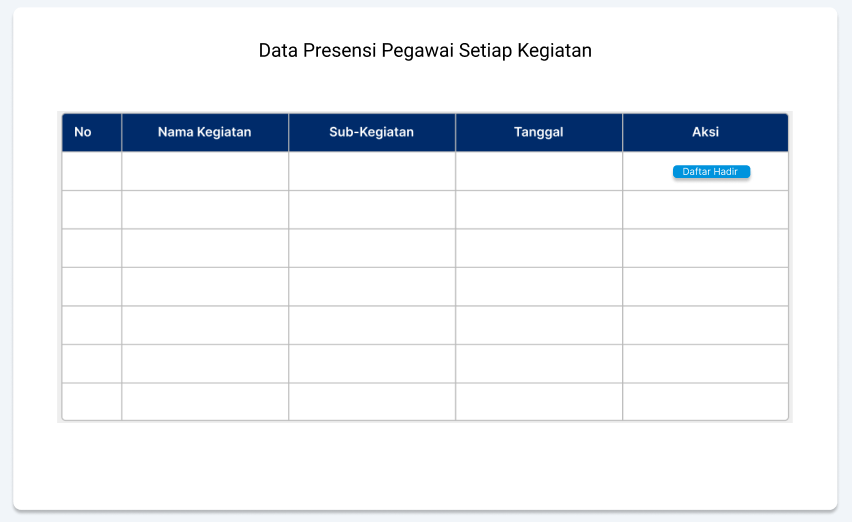 Data Presensi Pegawai Setiap Kegiatan
No Nama Kegiatan Sub-Kegiatan Tanggal Aksi
Daftar Hadir